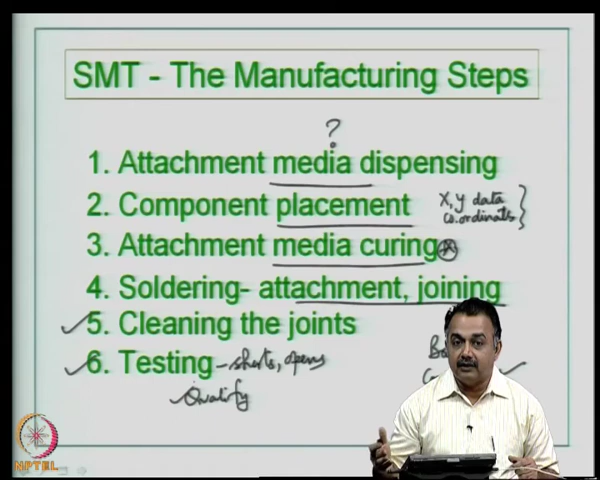 SMT - The Manufacturing Steps
?
1. Attachment media dispensing
2. Component placement
X, Y data
co.ordinates
3. Attachment media curing
4. Soldering- attachment, joining
5. Cleaning the joints
6. Testing - shorts, opens
Qualify
NPTEL